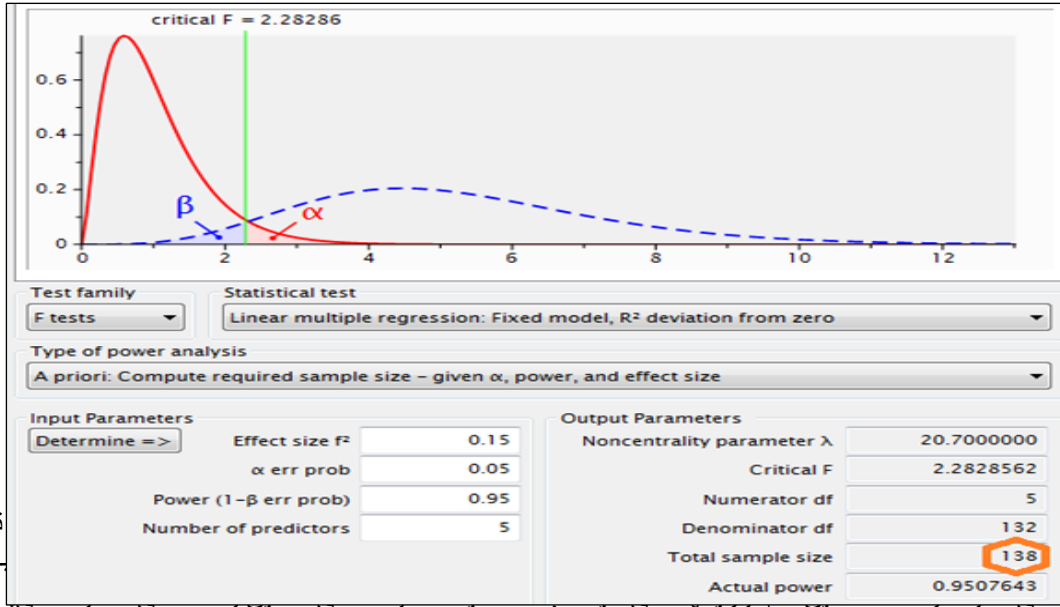 critical F = 2.28286
0.6
0.4
0.2
0
β
α
0 2 4 6 8 10 12
Test family Statistical test
F tests Linear multiple regression: Fixed model, R² deviation from zero
Type of power analysis
A priori: Compute required sample size – given α, power, and effect size
Input Parameters Output Parameters
Determine => Effect size f² 0.15 Noncentrality parameter λ 20.7000000
α err prob 0.05 Critical F 2.2828562
Power (1-β err prob) 0.95 Numerator df 5
Number of predictors 5 Denominator df 132
Total sample size 138
Actual power 0.9507643